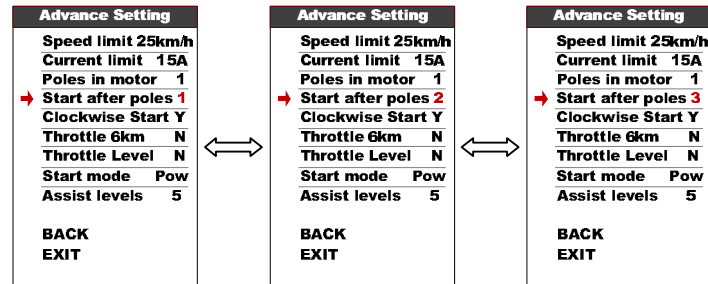 Advance Setting
Speed limit 25km/h
Current limit 15A
Poles in motor 1
Start after poles 1
Clockwise Start Y
Throttle 6km N
Throttle Level N
Start mode Pow
Assist levels 5
BACK
EXIT
Advance Setting
Speed limit 25km/h
Current limit 15A
Poles in motor 1
Start after poles 2
Clockwise Start Y
Throttle 6km N
Throttle Level N
Start mode Pow
Assist levels 5
BACK
EXIT
Advance Setting
Speed limit 25km/h
Current limit 15A
Poles in motor 1
Start after poles 3
Clockwise Start Y
Throttle 6km N
Throttle Level N
Start mode Pow
Assist levels 5
BACK
EXIT